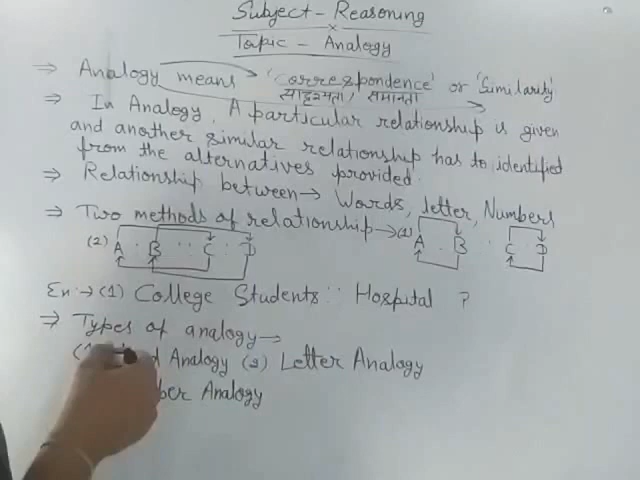 Subject - Reasoning
Topic - Analogy
⇒ Analogy means 'Correspondence' or 'Similarity'
सादृश्यता / समानता
⇒ In Analogy, A particular relationship is given
and another similar relationship has to identified
from the alternatives provided.
⇒ Relationship between → Words, letter, Numbers
⇒ Two methods of relationship → (1) A : B :: C : D
(2) A : B :: C : D
Ex:→ (1) College : Students :: Hospital : ?
⇒ Types of analogy →
Analogy (2) Letter Analogy
Analogy